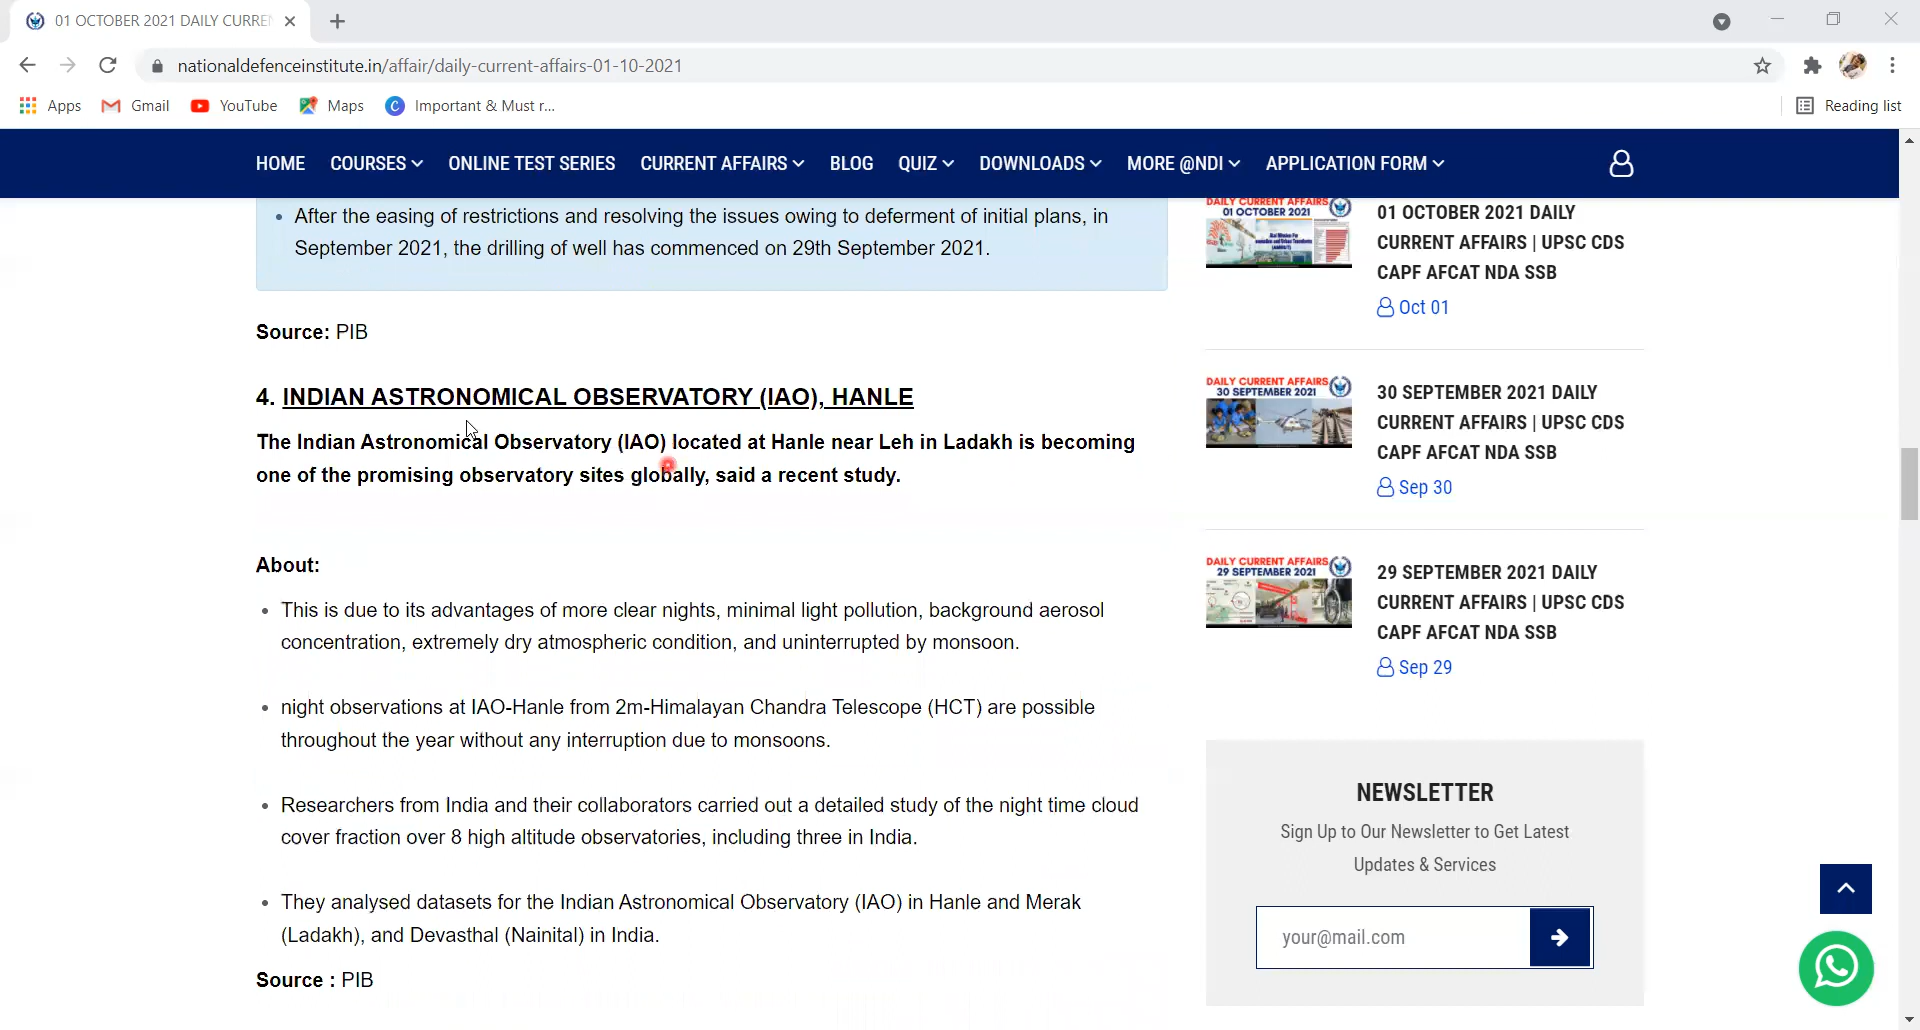 01 OCTOBER 2021 DAILY CURRE
nationaldefenceinstitute.in/affair/daily-current-affairs-01-10-2021
Apps Gmail YouTube Maps Important & Must r... Reading list
HOME COURSES ONLINE TEST SERIES CURRENT AFFAIRS BLOG QUIZ DOWNLOADS MORE @NDI APPLICATION FORM
After the easing of restrictions and resolving the issues owing to deferment of initial plans, in
September 2021, the drilling of well has commenced on 29th September 2021.
Source: PIB
4. INDIAN ASTRONOMICAL OBSERVATORY (IAO), HANLE
The Indian Astronomical Observatory (IAO) located at Hanle near Leh in Ladakh is becoming
one of the promising observatory sites globally, said a recent study.
About:
This is due to its advantages of more clear nights, minimal light pollution, background aerosol
concentration, extremely dry atmospheric condition, and uninterrupted by monsoon.
night observations at IAO-Hanle from 2m-Himalayan Chandra Telescope (HCT) are possible
throughout the year without any interruption due to monsoons.
Researchers from India and their collaborators carried out a detailed study of the night time cloud
cover fraction over 8 high altitude observatories, including three in India.
They analysed datasets for the Indian Astronomical Observatory (IAO) in Hanle and Merak
(Ladakh), and Devasthal (Nainital) in India.
Source : PIB
DAILY CURRENT AFFAIRS
01 OCTOBER 2021
01 OCTOBER 2021 DAILY
CURRENT AFFAIRS | UPSC CDS
CAPF AFCAT NDA SSB
Oct 01
DAILY CURRENT AFFAIRS
30 SEPTEMBER 2021
30 SEPTEMBER 2021 DAILY
CURRENT AFFAIRS | UPSC CDS
CAPF AFCAT NDA SSB
Sep 30
DAILY CURRENT AFFAIRS
29 SEPTEMBER 2021
29 SEPTEMBER 2021 DAILY
CURRENT AFFAIRS | UPSC CDS
CAPF AFCAT NDA SSB
Sep 29
NEWSLETTER
Sign Up to Our Newsletter to Get Latest
Updates & Services
your@mail.com